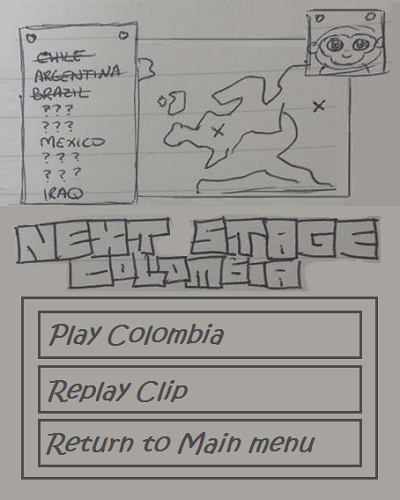 CHILE
ARGENTINA
BRAZIL
???
???
MEXICO
???
???
IRAQ
NEXT STAGE
COLOMBIA
Play Colombia
Replay Clip
Return to Main menu